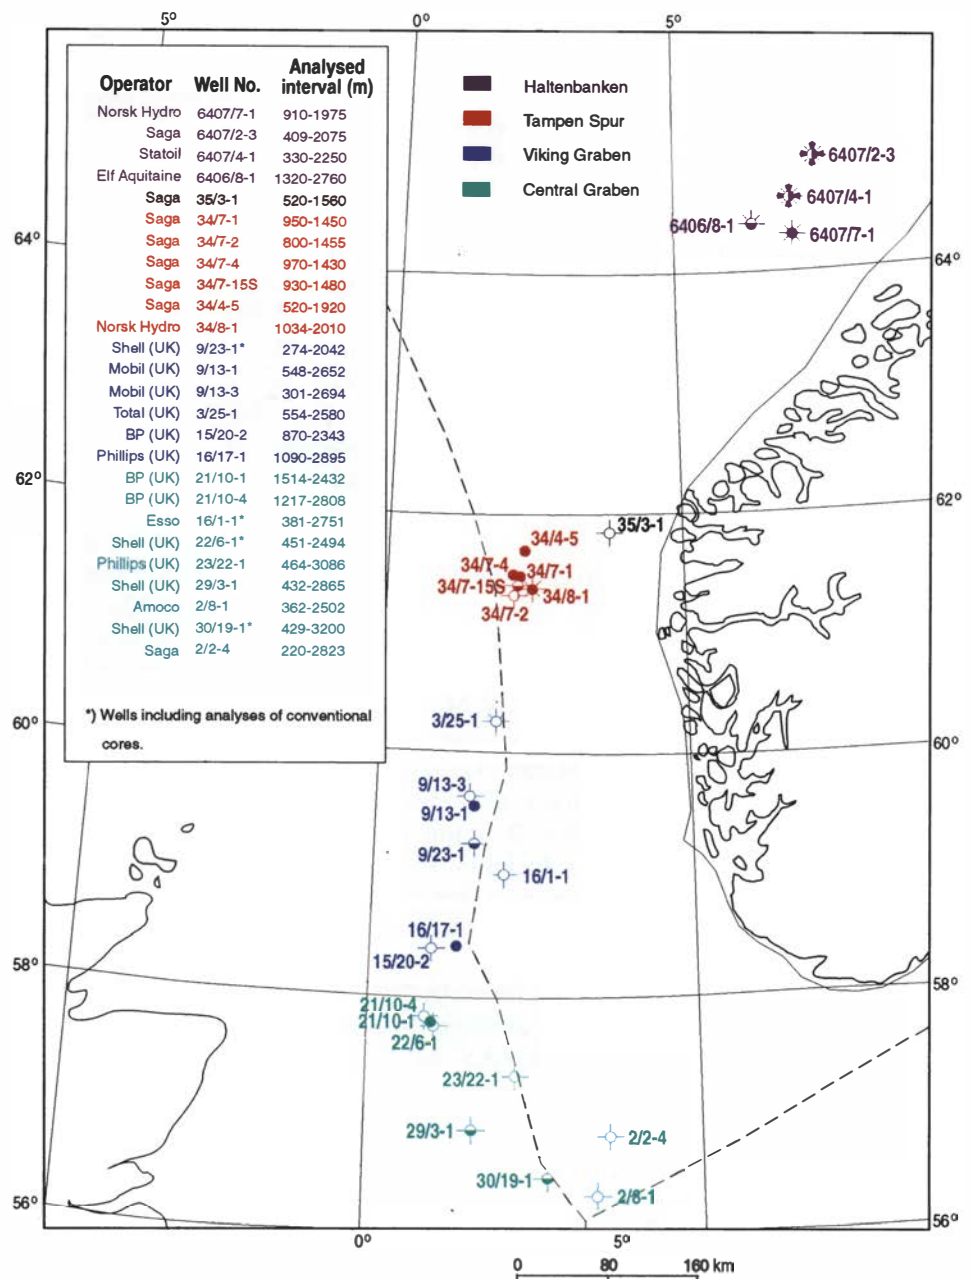 5° 0° 5°
Operator Well No. Analysed interval (m)
Norsk Hydro 6407/7-1 910-1975
Saga 6407/2-3 409-2075
Statoil 6407/4-1 330-2250
Elf Aquitaine 6406/8-1 1320-2760
Saga 35/3-1 520-1560
Saga 34/7-1 950-1450
Saga 34/7-2 800-1455
Saga 34/7-4 970-1430
Saga 34/7-15S 930-1480
Saga 34/4-5 520-1920
Norsk Hydro 34/8-1 1034-2010
Shell (UK) 9/23-1* 274-2042
Mobil (UK) 9/13-1 548-2652
Mobil (UK) 9/13-3 301-2694
Total (UK) 3/25-1 554-2580
BP (UK) 15/20-2 870-2343
Phillips (UK) 16/17-1 1090-2895
BP (UK) 21/10-1 1514-2432
BP (UK) 21/10-4 1217-2808
Esso 16/1-1* 381-2751
Shell (UK) 22/6-1* 451-2494
Phillips (UK) 23/22-1 464-3086
Shell (UK) 29/3-1 432-2865
Amoco 2/8-1 362-2502
Shell (UK) 30/19-1* 429-3200
Saga 2/2-4 220-2823
*) Wells including analyses of conventional
cores.
Haltenbanken
Tampen Spur
Viking Graben
Central Graben
6407/2-3
6407/4-1
6406/8-1
6407/7-1
64°
64°
62°
62°
35/3-1
34/4-5
34/7-4
34/7-1
34/7-15S
34/8-1
34/7-2
60°
3/25-1
60°
9/13-3
9/13-1
9/23-1
16/1-1
16/17-1
15/20-2
58°
58°
21/10-4
21/10-1
22/6-1
23/22-1
29/3-1
2/2-4
30/19-1
2/8-1
56°
56°
0° 5°
0 80 160 km